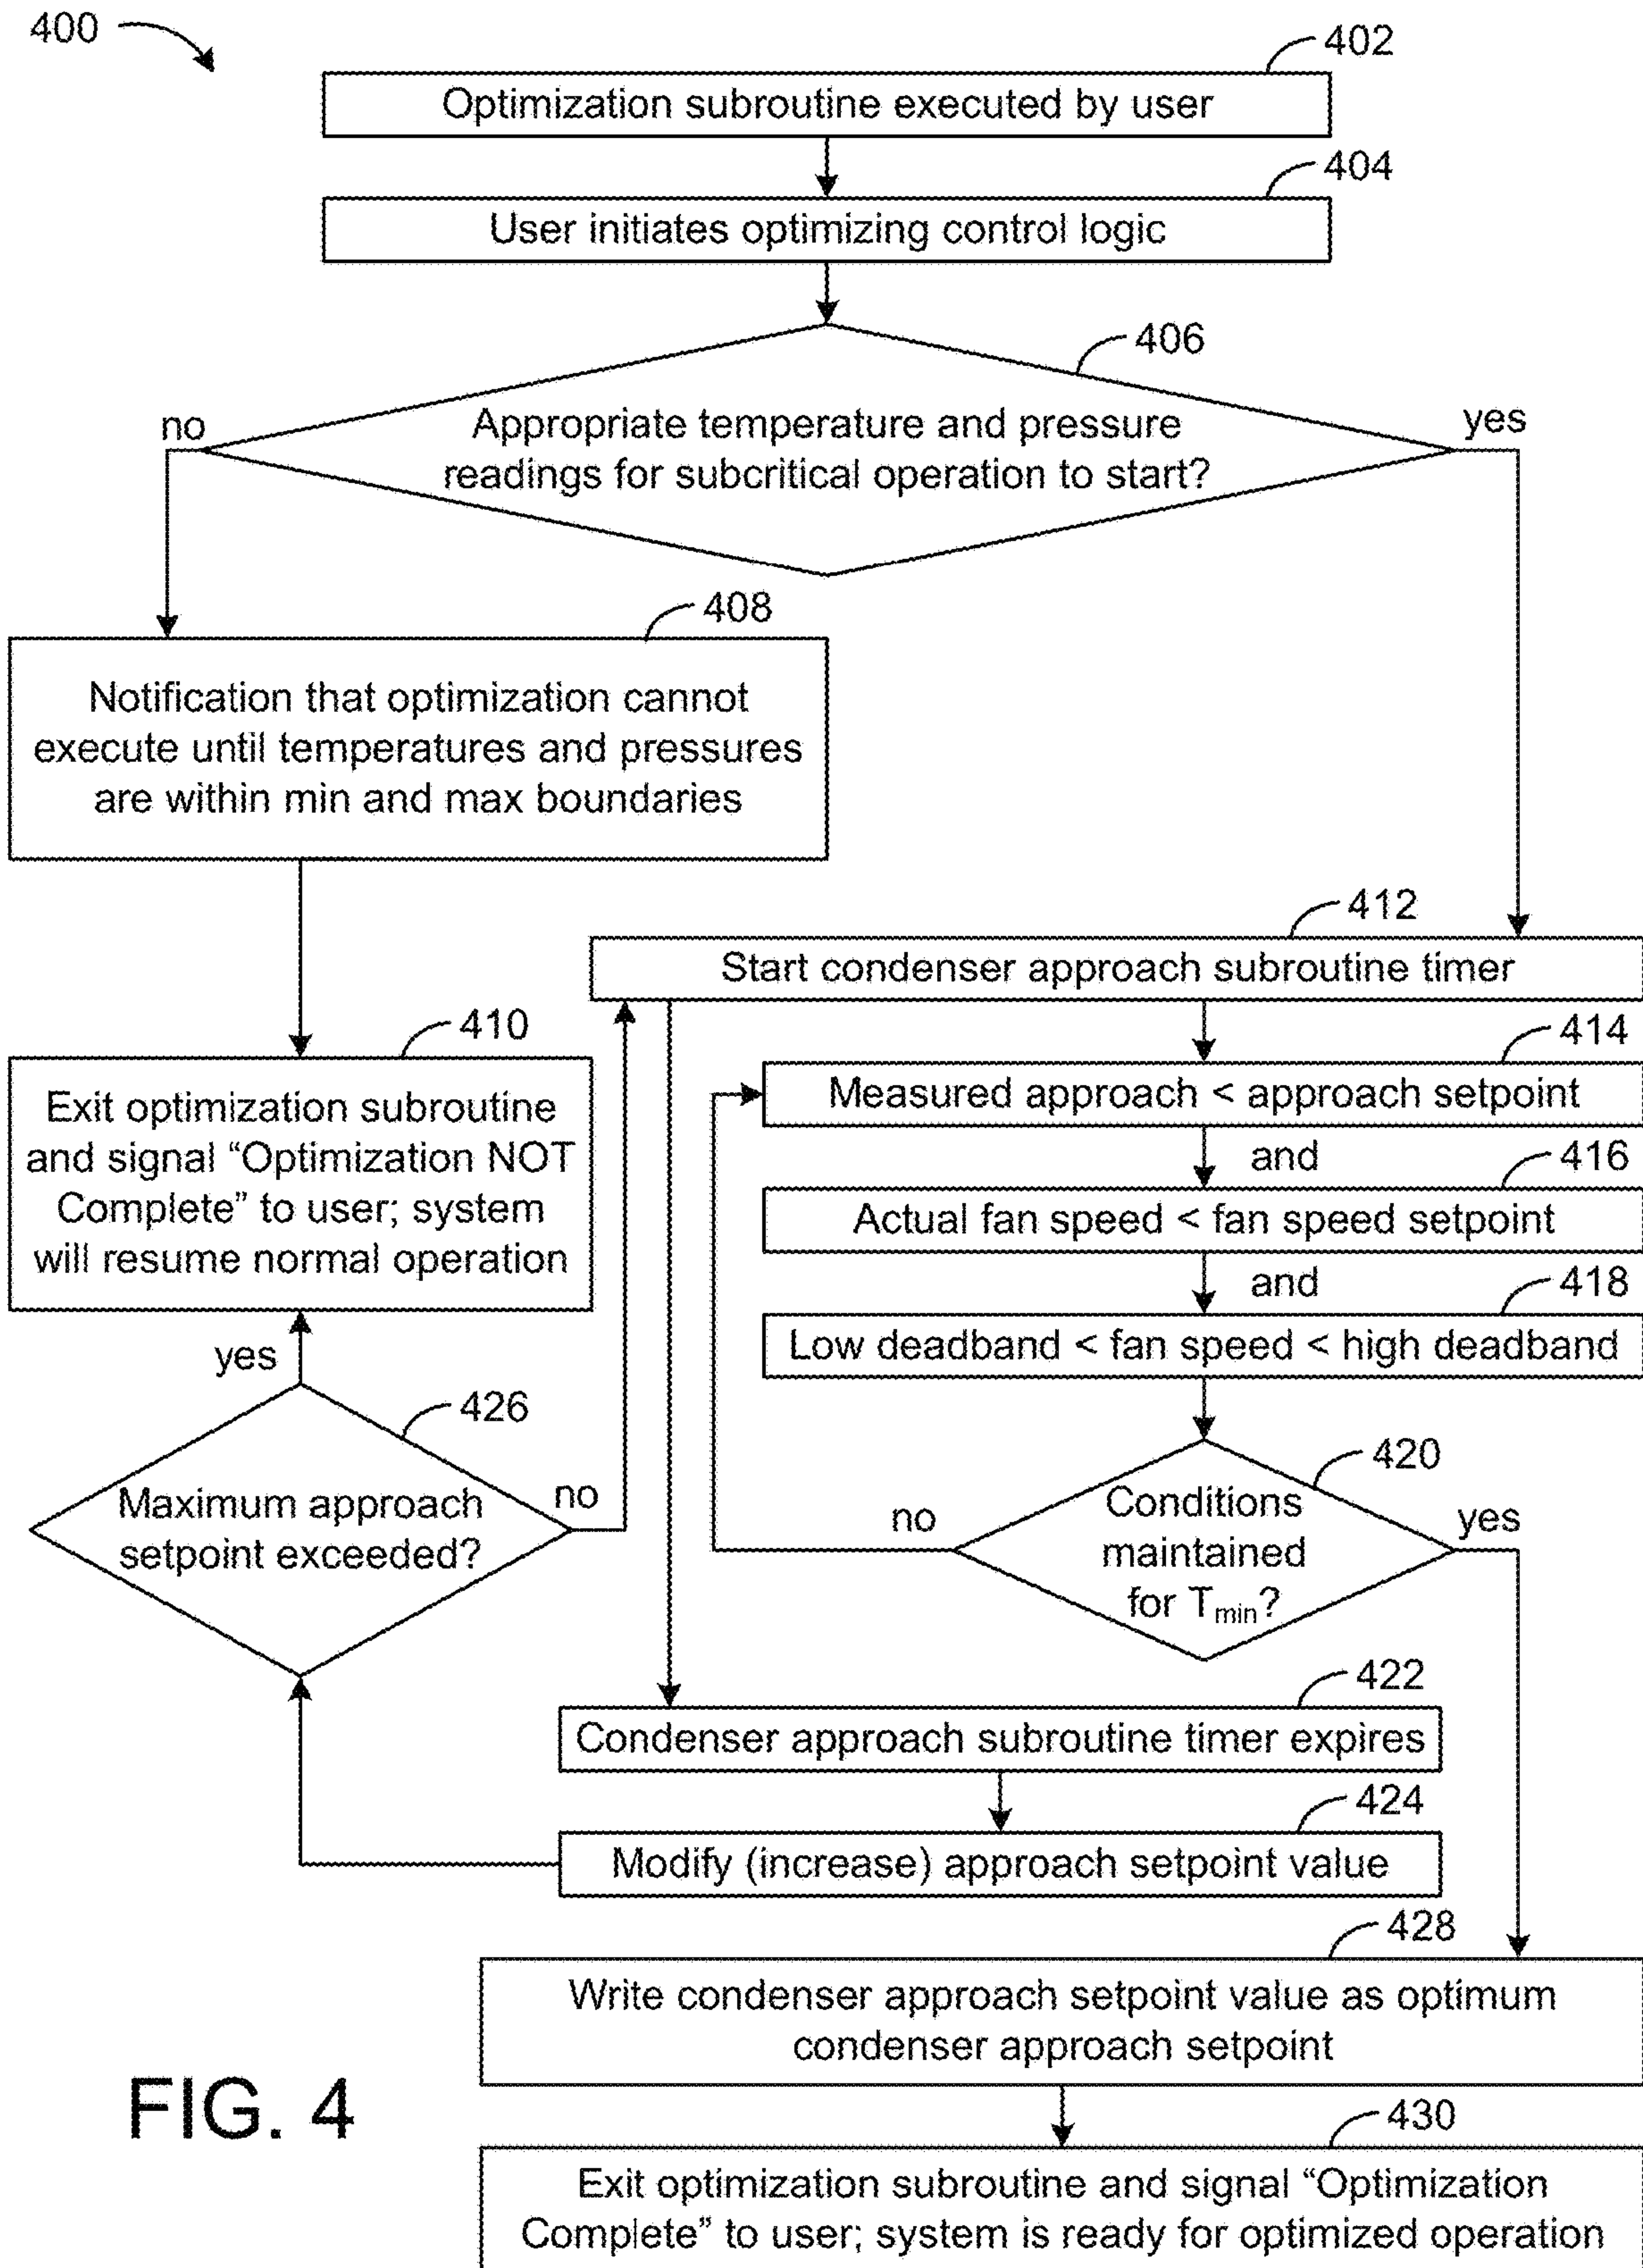 400
402
Optimization subroutine executed by user
404
User initiates optimizing control logic
406
no
Appropriate temperature and pressure
readings for subcritical operation to start?
yes
408
Notification that optimization cannot
execute until temperatures and pressures
are within min and max boundaries
412
Start condenser approach subroutine timer
410
Exit optimization subroutine
and signal “Optimization NOT
Complete” to user; system
will resume normal operation
414
Measured approach < approach setpoint
and
416
Actual fan speed < fan speed setpoint
and
418
Low deadband < fan speed < high deadband
yes
426
Maximum approach
setpoint exceeded?
no
420
no
Conditions
maintained
for Tmin?
yes
422
Condenser approach subroutine timer expires
424
Modify (increase) approach setpoint value
428
Write condenser approach setpoint value as optimum
condenser approach setpoint
430
Exit optimization subroutine and signal “Optimization
Complete” to user; system is ready for optimized operation
FIG. 4